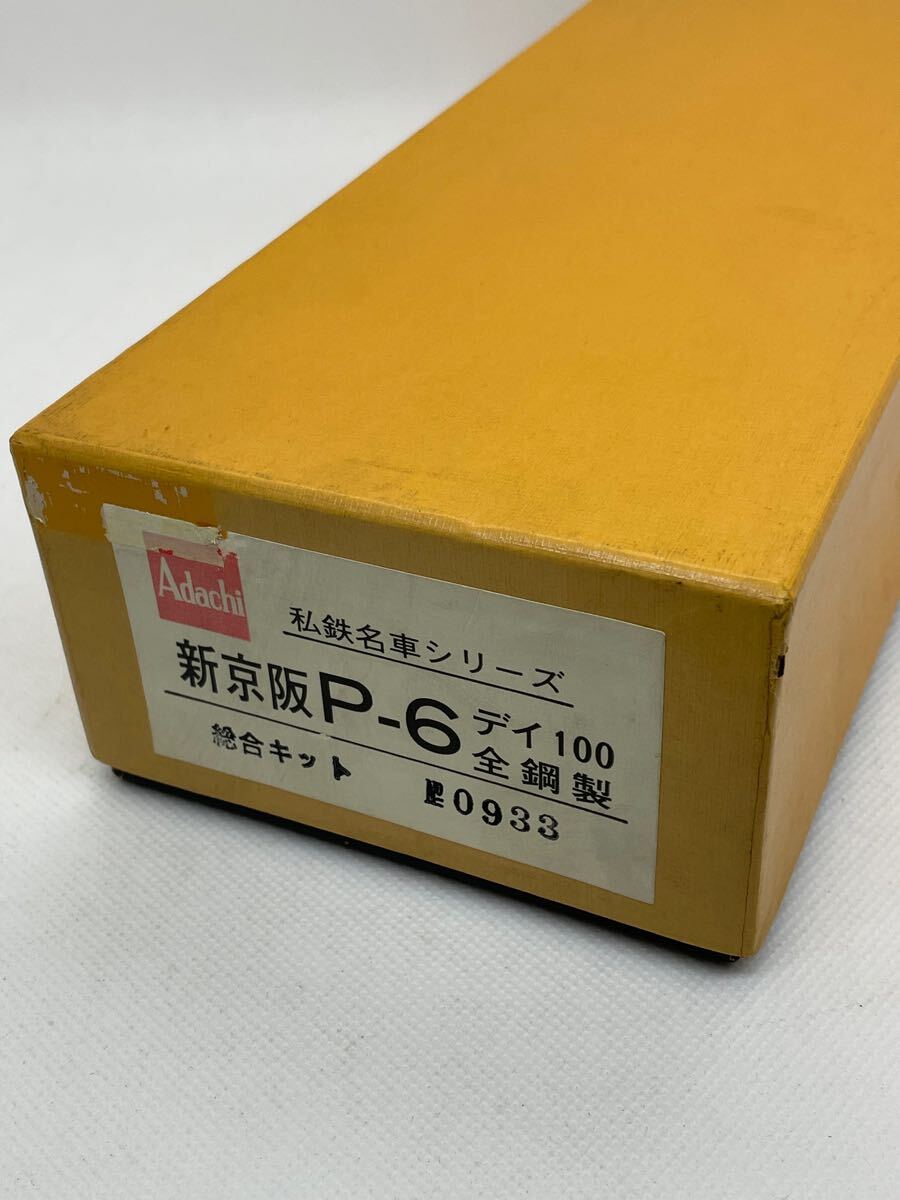 Adachi
私鉄名車シリーズ
新京阪P-6 デイ100
全鋼製
総合キット 0933